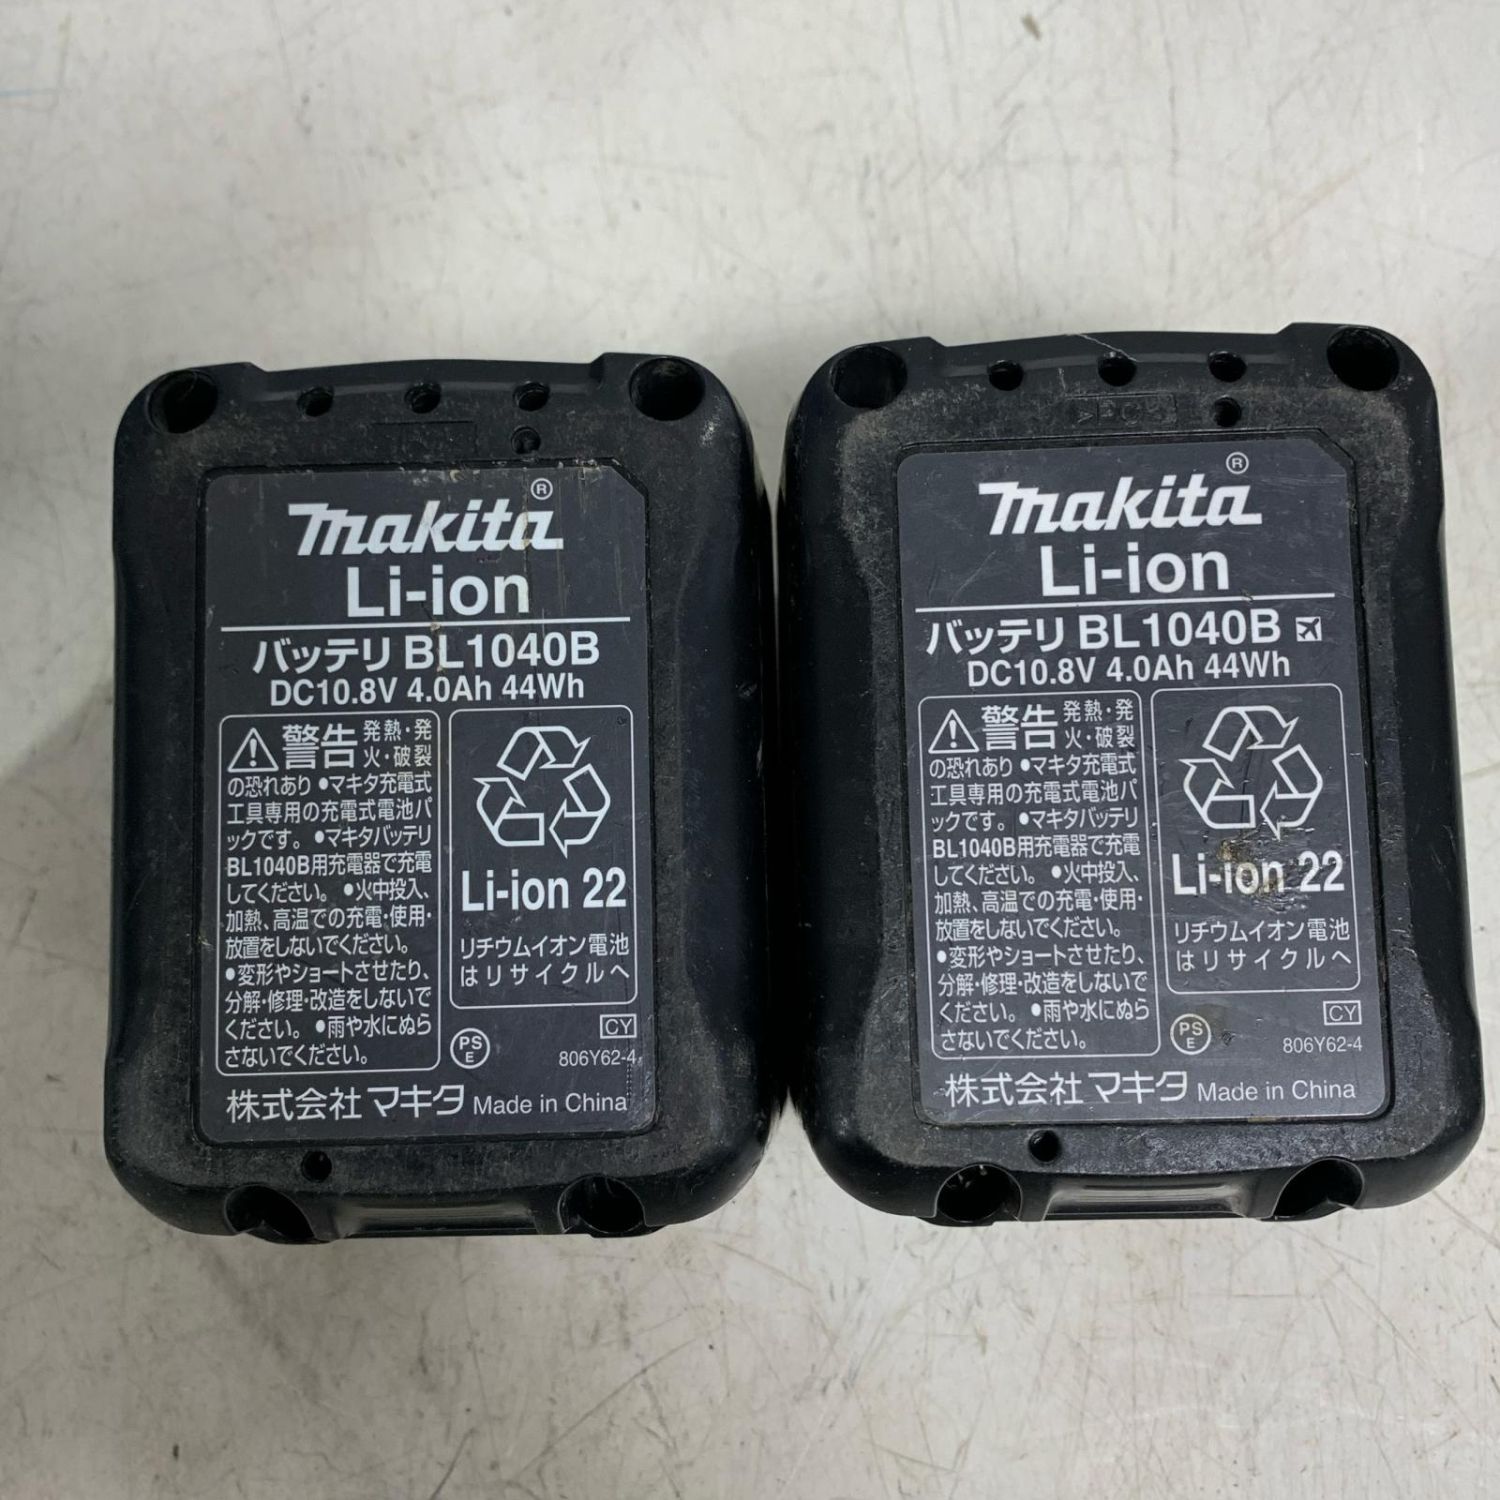 makita®
Li-ion
バッテリ BL1040B
DC10.8V 4.0Ah 44Wh
警告 発熱・発
火・破裂
の恐れあり •マキタ充電式
工具専用の充電式電池パ
ックです。•マキタバッテリ
BL1040B用充電器で充電
してください。•火中投入、
加熱、高温での充電・使用・
放置をしないでください。
•変形やショートさせたり、
分解・修理・改造をしないで
ください。•雨や水にぬら
さないでください。
Li-ion 22
リチウムイオン電池
はリサイクルへ
PS
E
CY
806Y62-4
株式会社 マキタ Made in China
makita®
Li-ion
バッテリ BL1040B
DC10.8V 4.0Ah 44Wh
警告 発熱・発
火・破裂
の恐れあり •マキタ充電式
工具専用の充電式電池パ
ックです。•マキタバッテリ
BL1040B用充電器で充電
してください。•火中投入、
加熱、高温での充電・使用・
放置をしないでください。
•変形やショートさせたり、
分解・修理・改造をしないで
ください。•雨や水にぬら
さないでください。
Li-ion 22
リチウムイオン電池
はリサイクルへ
PS
E
CY
806Y62-4
株式会社 マキタ Made in China